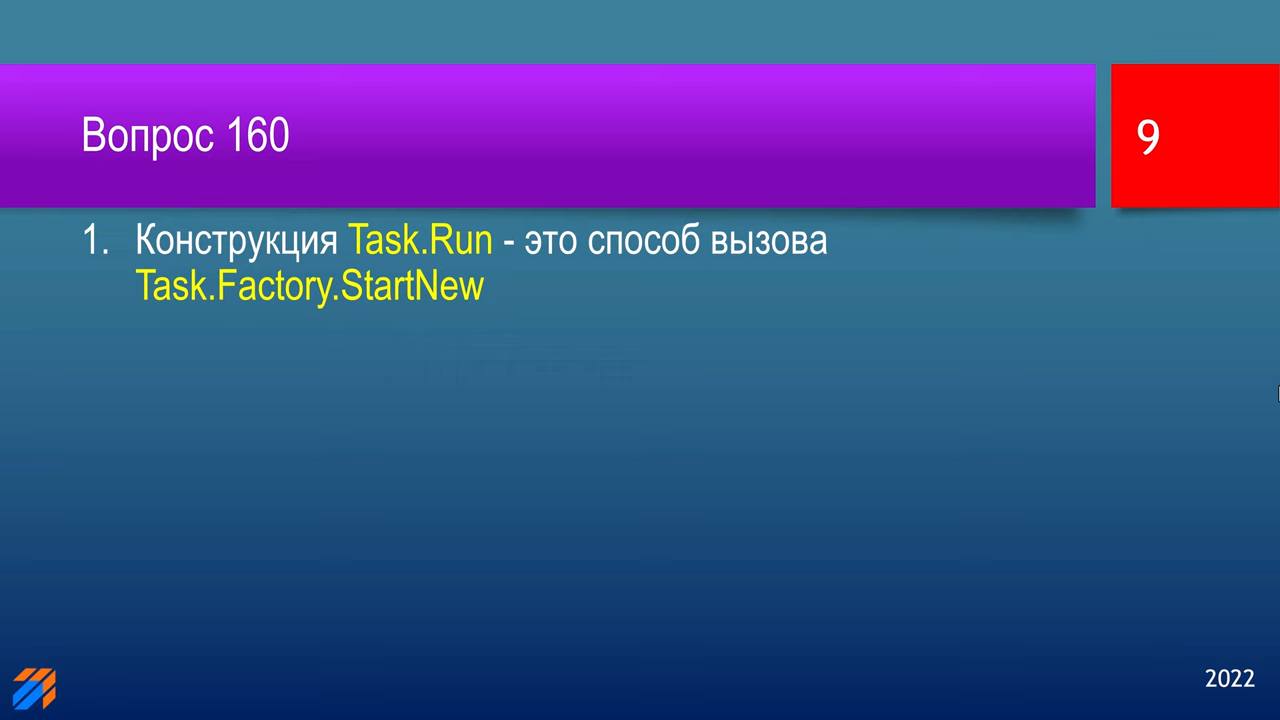 Вопрос 160
9
1. Конструкция Task.Run - это способ вызова
Task.Factory.StartNew
2022